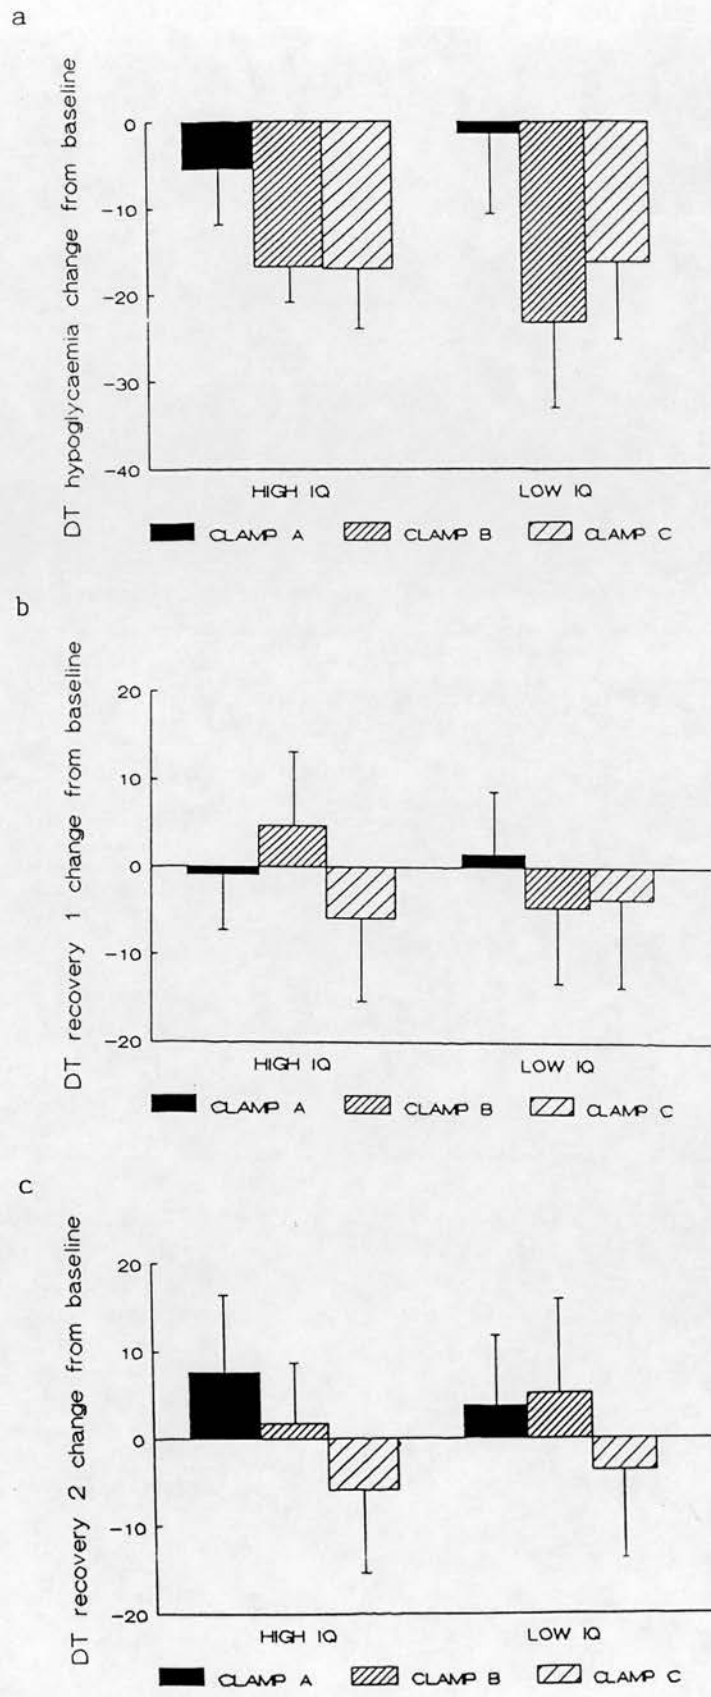 a
DT hypoglycaemia change from baseline
0
-10
-20
-30
-40
HIGH IQ
LOW IQ
CLAMP A
CLAMP B
CLAMP C
b
DT recovery 1 change from baseline
20
10
0
-10
-20
HIGH IQ
LOW IQ
CLAMP A
CLAMP B
CLAMP C
c
DT recovery 2 change from baseline
20
10
0
-10
-20
HIGH IQ
LOW IQ
CLAMP A
CLAMP B
CLAMP C